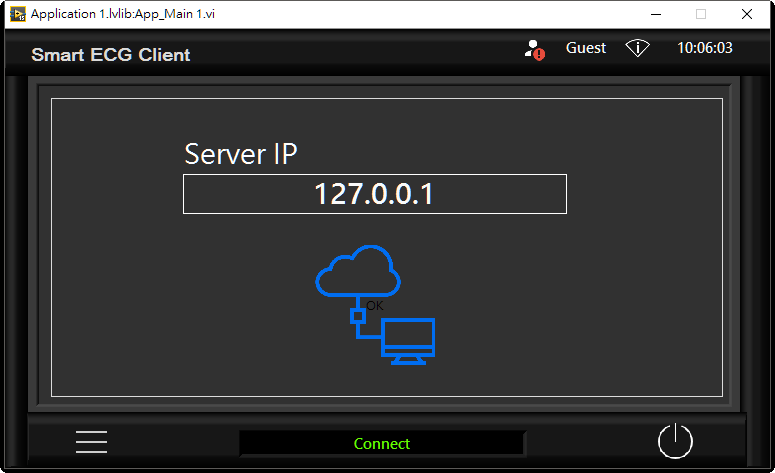 Application 1.lvlib:App_Main 1.vi
Smart ECG Client
Guest
10:06:03
Server IP
127.0.0.1
OK
Connect